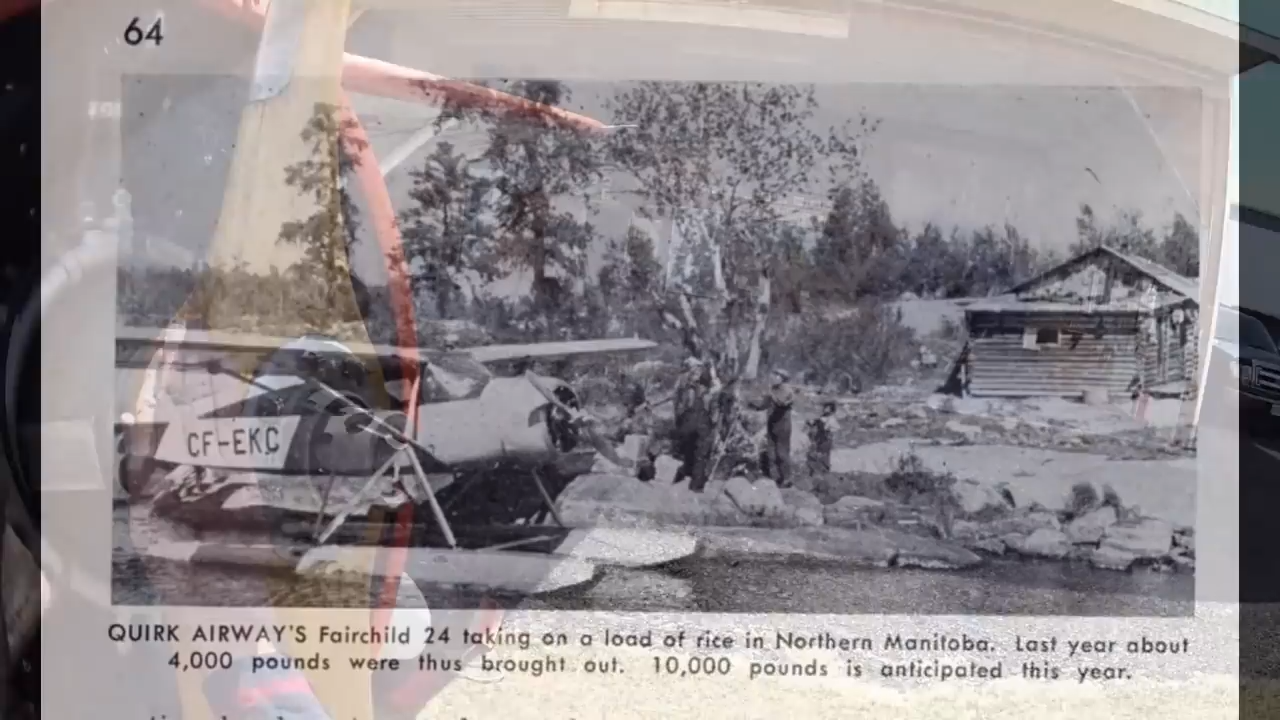 64
CF-EKC
QUIRK AIRWAY'S Fairchild 24 taking on a load of rice in Northern Manitoba. Last year about
4,000 pounds were thus brought out. 10,000 pounds is anticipated this year.